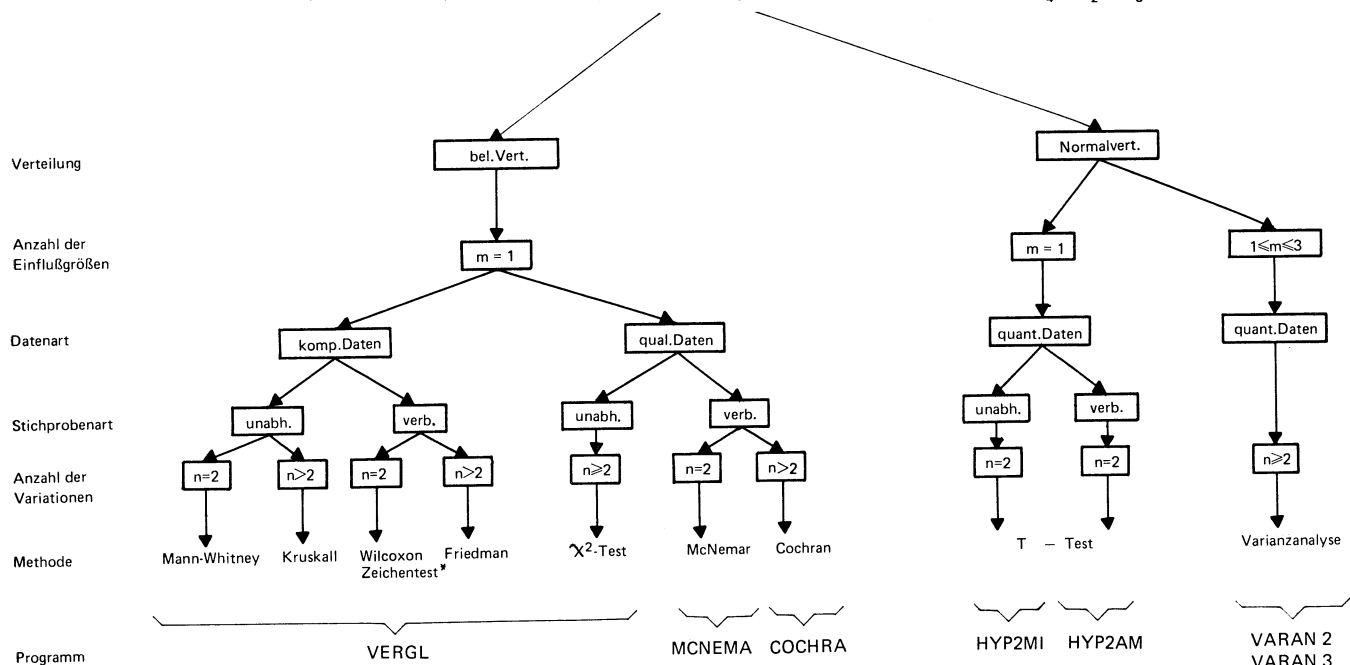 Verteilung
bel.Vert.
Normalvert.
Anzahl der
Einflußgrößen
m = 1
m = 1
1⩽m⩽3
Datenart
komp.Daten
qual.Daten
quant.Daten
quant.Daten
Stichprobenart
unabh.
verb.
unabh.
verb.
unabh.
verb.
Anzahl der
Variationen
n=2
n>2
n=2
n>2
n⩾2
n=2
n>2
n=2
n=2
n⩾2
Methode
Mann-Whitney
Kruskall
Wilcoxon
Zeichentest*
Friedman
χ²-Test
McNemar
Cochran
T – Test
Varianzanalyse
Programm
VERGL
MCNEMA
COCHRA
HYP2MI
HYP2AM
VARAN 2
VARAN 3